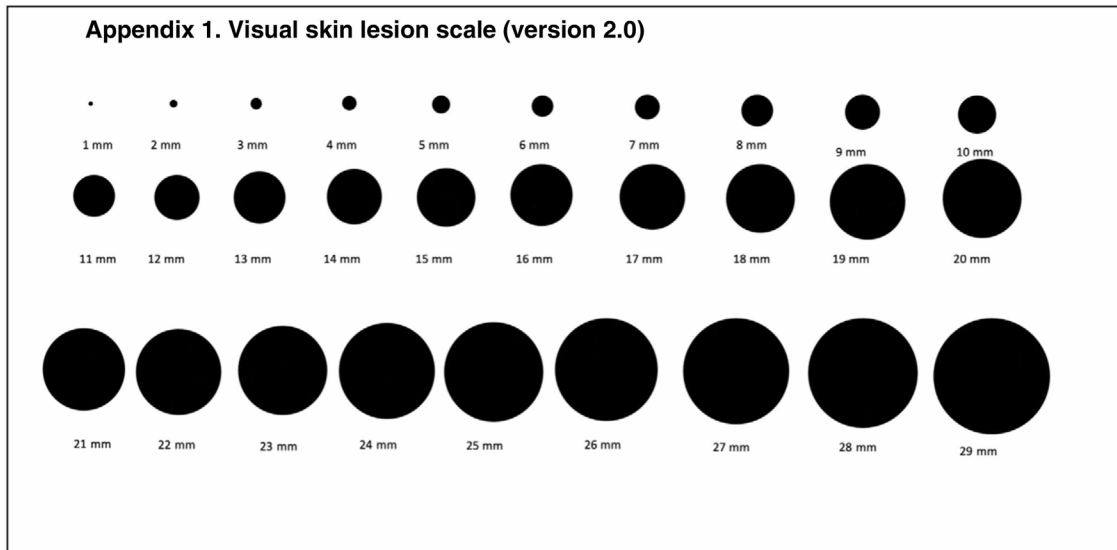 Appendix 1. Visual skin lesion scale (version 2.0)
1 mm 2 mm 3 mm 4 mm 5 mm 6 mm 7 mm 8 mm 9 mm 10 mm
11 mm 12 mm 13 mm 14 mm 15 mm 16 mm 17 mm 18 mm 19 mm 20 mm
21 mm 22 mm 23 mm 24 mm 25 mm 26 mm 27 mm 28 mm 29 mm